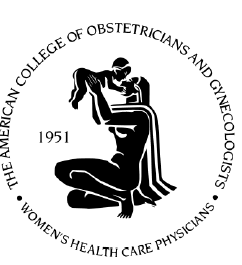 THE AMERICAN COLLEGE OF OBSTETRICIANS AND GYNECOLOGISTS
1951
• WOMEN'S HEALTH CARE PHYSICIANS •